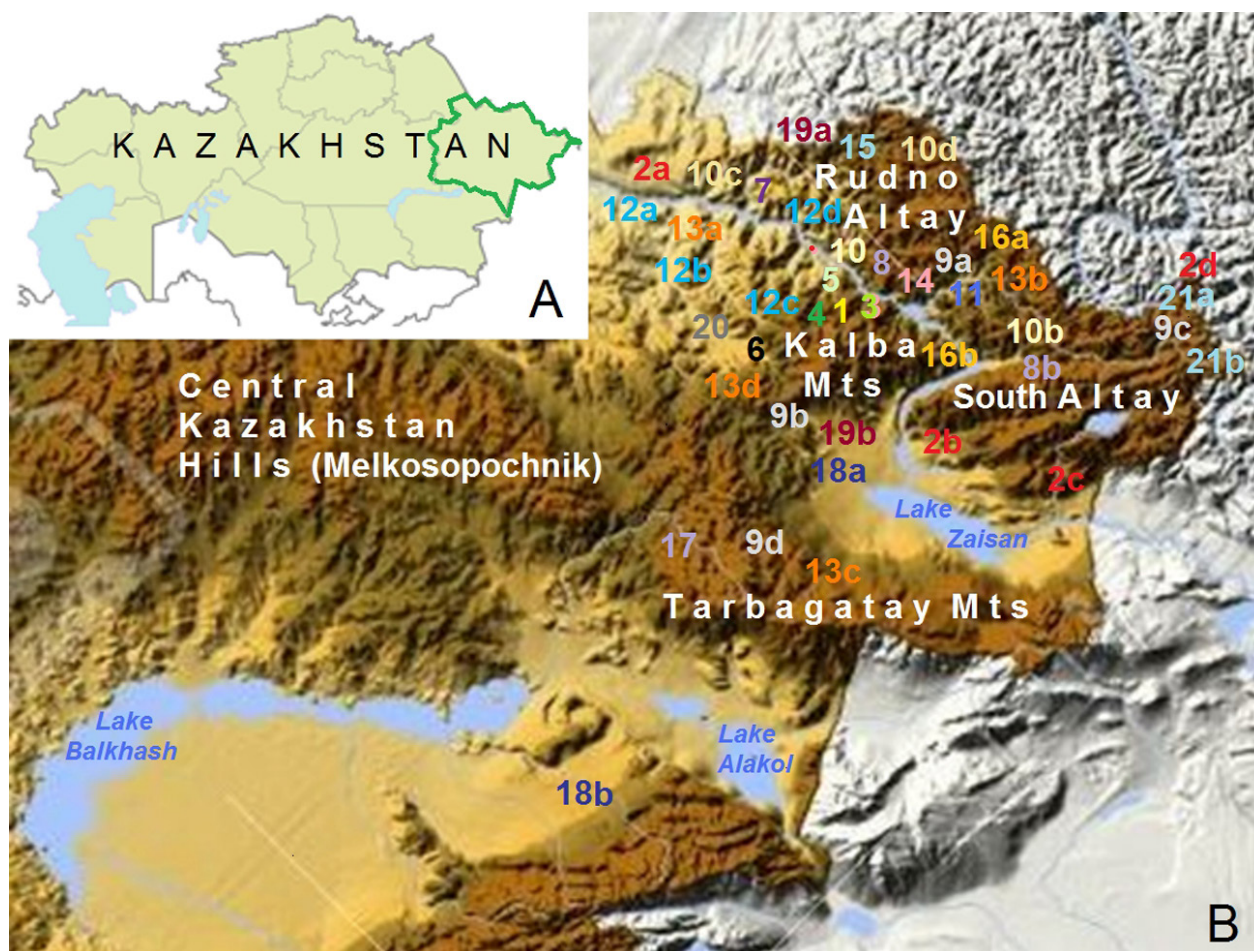 KAZAKHSTAN
A
19a
15
10d
2a
10c
7
Rudno
12a
12d
Altay
13a
16a
10
8
9a
2d
12b
5
14
11
13b
21a
12c
4
1
3
20
6
Kalba
16b
10b
9c
21b
Central
Kazakhstan
Hills (Melkosopochnik)
13d
Mts
8b
South Altay
9b
19b
2b
18a
2c
Lake
Zaisan
17
9d
13c
Tarbagatay Mts
Lake
Balkhash
Lake
Alakol
18b
B